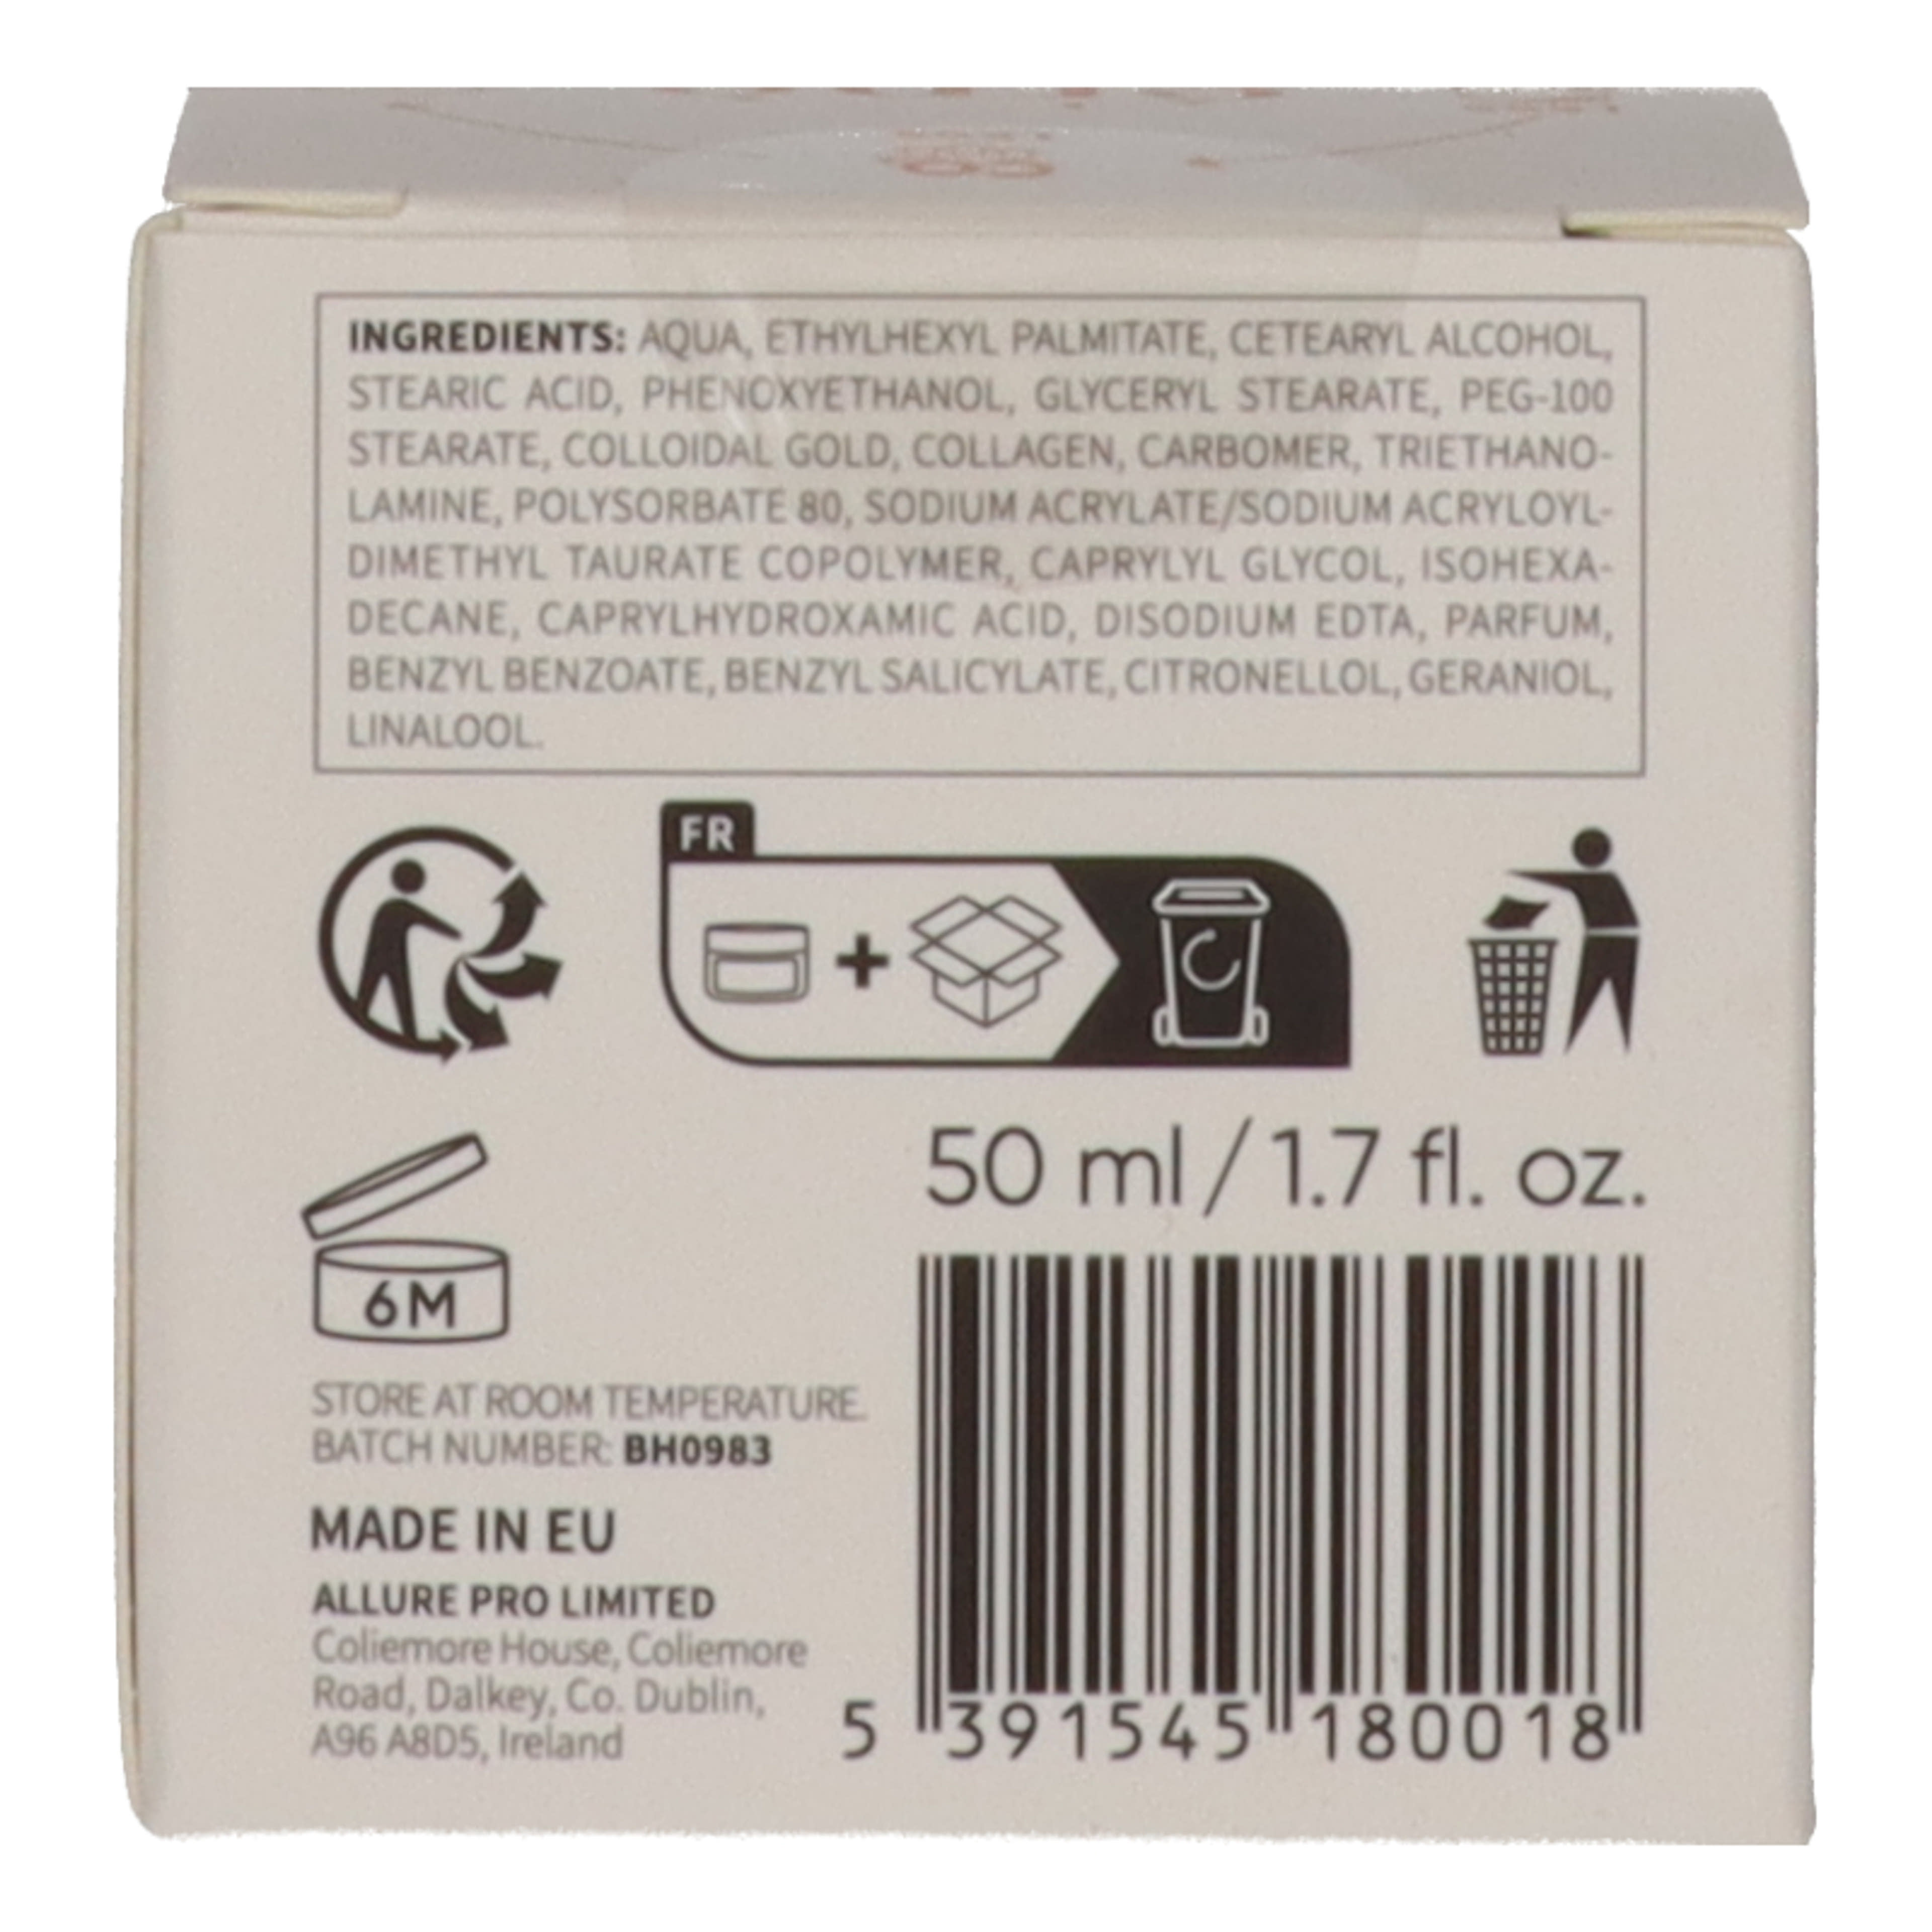 INGREDIENTS: AQUA, ETHYLHEXYL PALMITATE, CETEARYL ALCOHOL,
STEARIC ACID, PHENOXYETHANOL, GLYCERYL STEARATE, PEG-100
STEARATE, COLLOIDAL GOLD, COLLAGEN, CARBOMER, TRIETHANO-
LAMINE, POLYSORBATE 80, SODIUM ACRYLATE/SODIUM ACRYLOYL-
DIMETHYL TAURATE COPOLYMER, CAPRYLYL GLYCOL, ISOHEXA-
DECANE, CAPRYLHYDROXAMIC ACID, DISODIUM EDTA, PARFUM,
BENZYL BENZOATE, BENZYL SALICYLATE, CITRONELLOL, GERANIOL,
LINALOOL.
FR
50 ml / 1.7 fl. oz.
6M
STORE AT ROOM TEMPERATURE.
BATCH NUMBER: BH0983
MADE IN EU
ALLURE PRO LIMITED
Coliemore House, Coliemore
Road, Dalkey, Co. Dublin,
A96 A8D5, Ireland
5 391545 180018